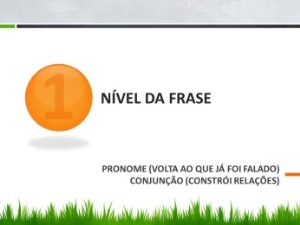 1
NÍVEL DA FRASE
PRONOME (VOLTA AO QUE JÁ FOI FALADO)
CONJUNÇÃO (CONSTRÓI RELAÇÕES)